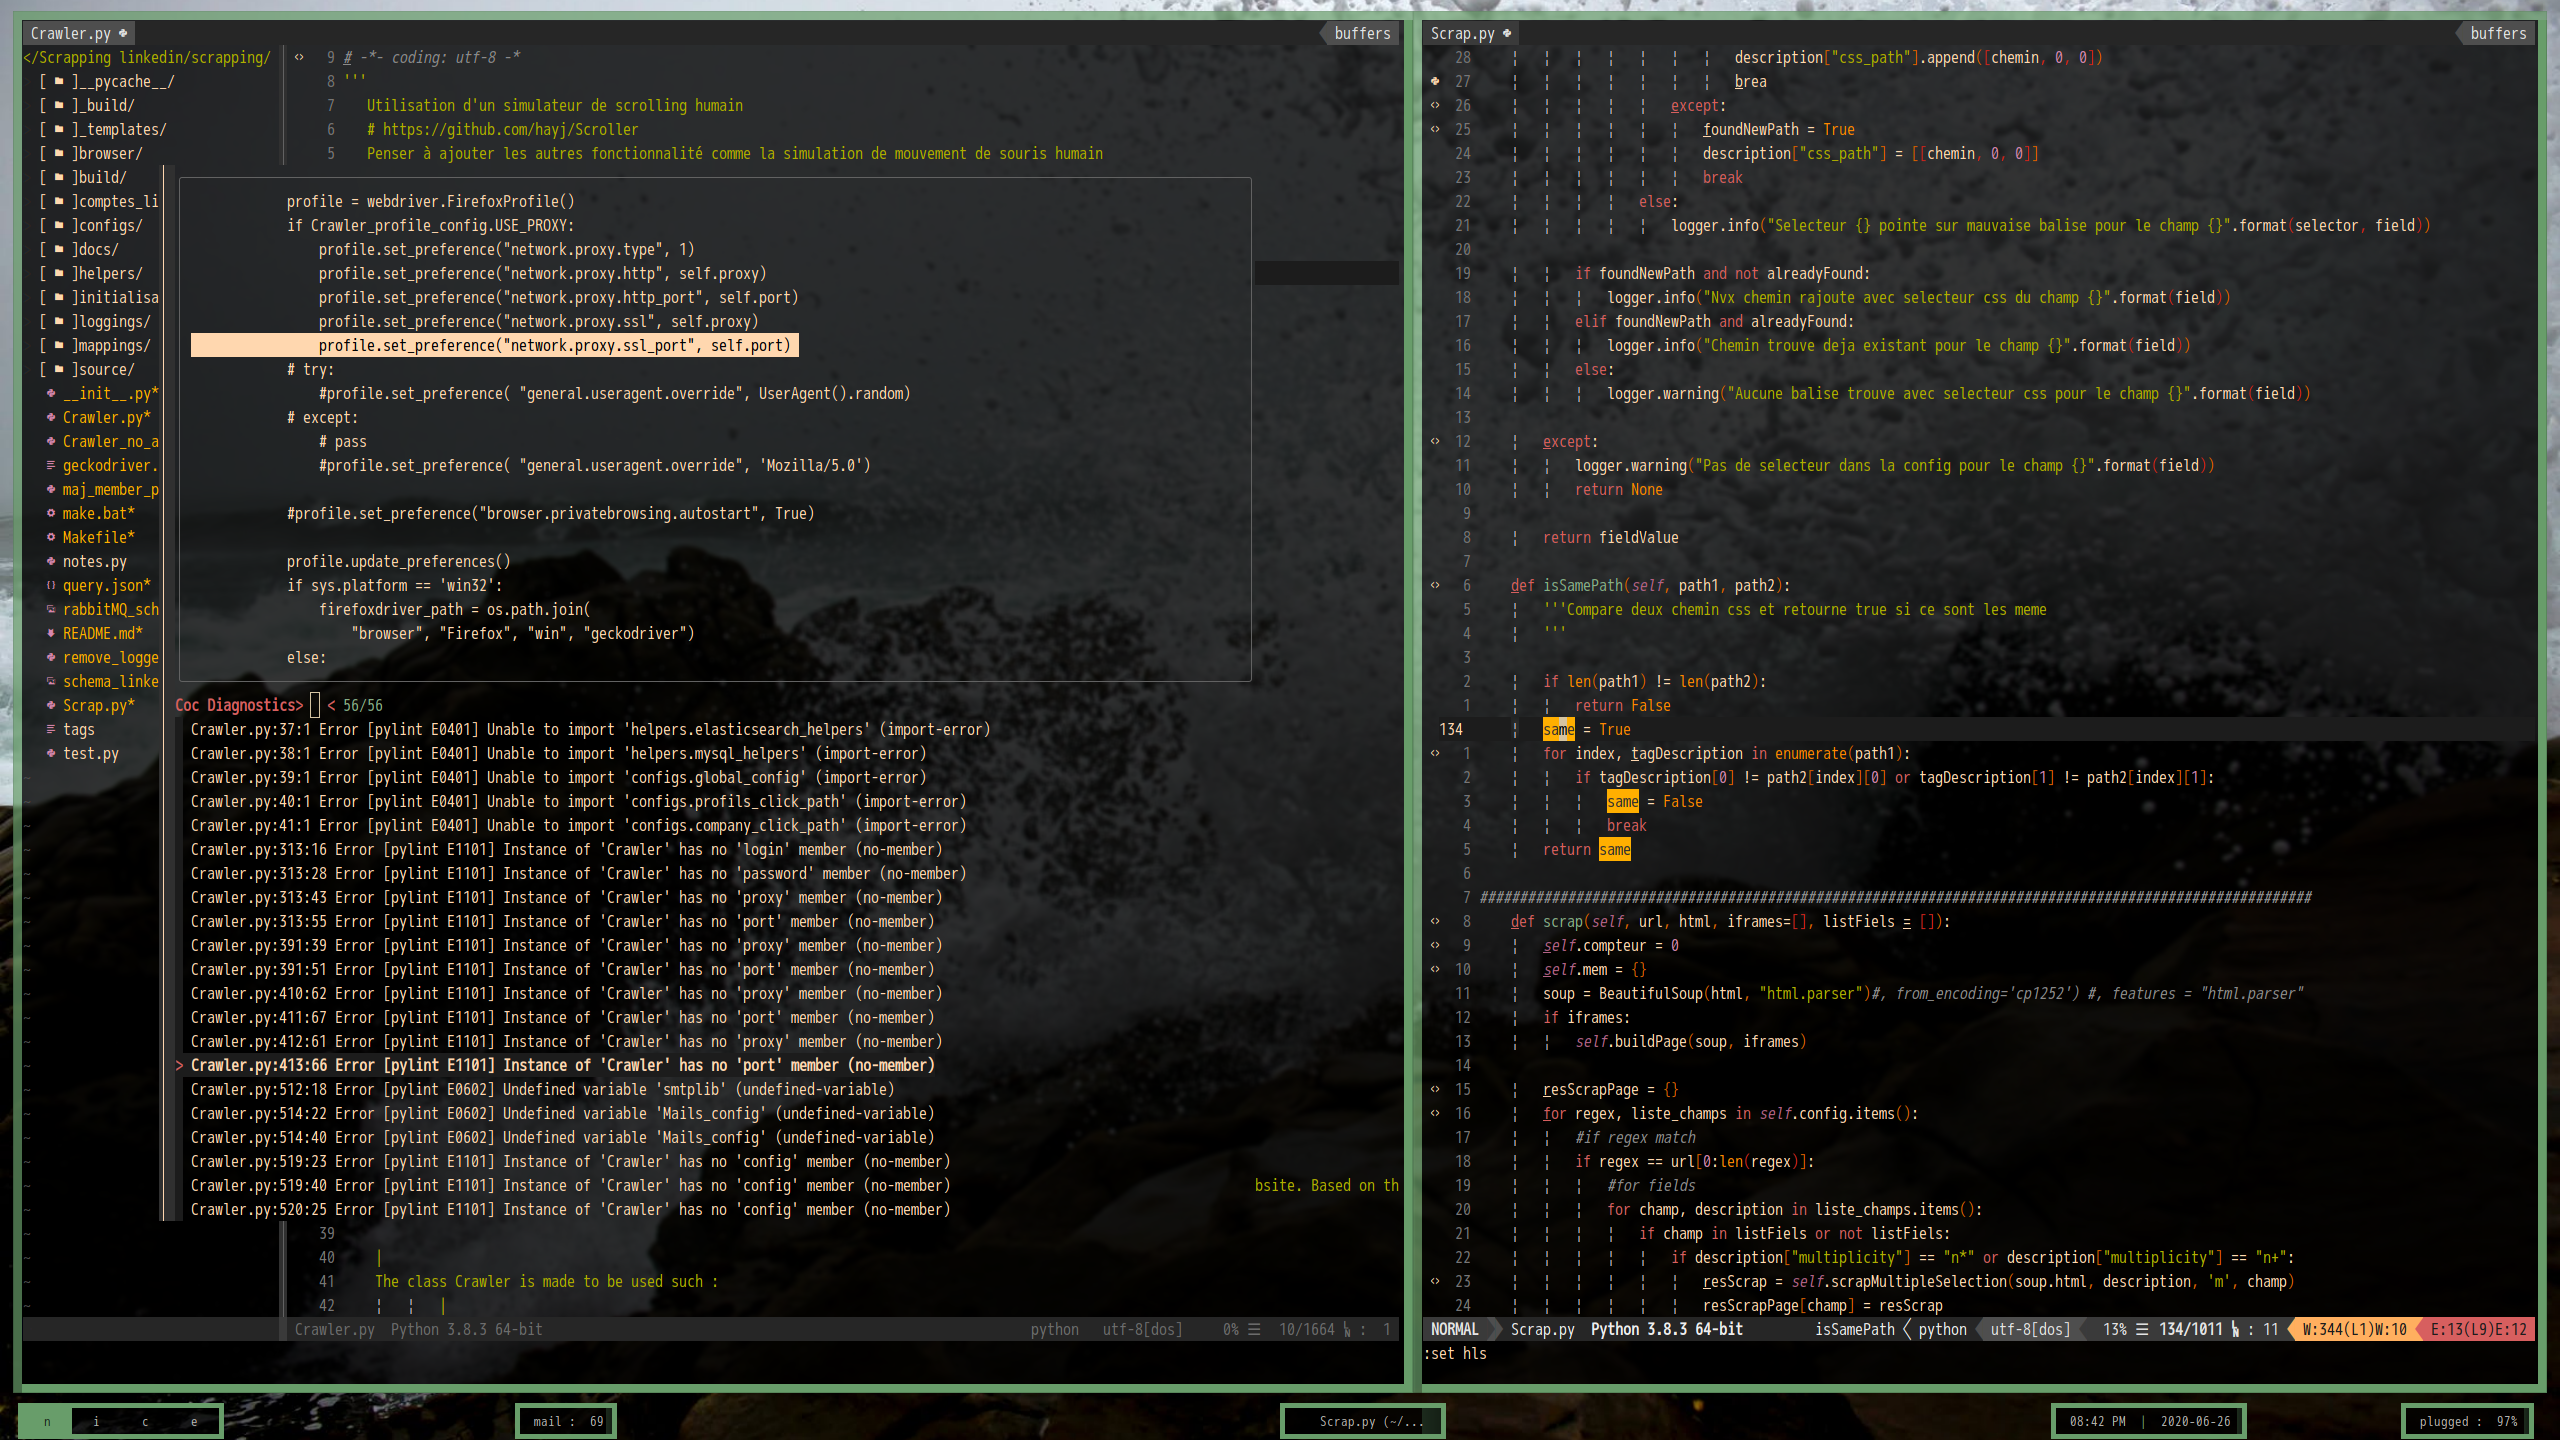 Crawler.py
buffers
</Scrapping linkedin/scrapping/
[ ]__pycache__/
[ ]_build/
[ ]_templates/
[ ]browser/
[ ]build/
[ ]comptes_li
[ ]configs/
[ ]docs/
[ ]helpers/
[ ]initialisa
[ ]loggings/
[ ]mappings/
[ ]source/
__init__.py*
Crawler.py*
Crawler_no_a
geckodriver.
maj_member_p
make.bat*
Makefile*
notes.py
query.json*
rabbitMQ_sch
README.md*
remove_logge
schema_linke
Scrap.py*
tags
test.py
9 # -*- coding: utf-8 -*
8 '''
7 Utilisation d'un simulateur de scrolling humain
6 # https://github.com/hayj/Scroller
5 Penser à ajouter les autres fonctionnalité comme la simulation de mouvement de souris humain
profile = webdriver.FirefoxProfile()
if Crawler_profile_config.USE_PROXY:
profile.set_preference("network.proxy.type", 1)
profile.set_preference("network.proxy.http", self.proxy)
profile.set_preference("network.proxy.http_port", self.port)
profile.set_preference("network.proxy.ssl", self.proxy)
profile.set_preference("network.proxy.ssl_port", self.port)
# try:
#profile.set_preference( "general.useragent.override", UserAgent().random)
# except:
# pass
#profile.set_preference( "general.useragent.override", 'Mozilla/5.0')
#profile.set_preference("browser.privatebrowsing.autostart", True)
profile.update_preferences()
if sys.platform == 'win32':
firefoxdriver_path = os.path.join(
"browser", "Firefox", "win", "geckodriver")
else:
Coc Diagnostics> < 56/56
Crawler.py:37:1 Error [pylint E0401] Unable to import 'helpers.elasticsearch_helpers' (import-error)
Crawler.py:38:1 Error [pylint E0401] Unable to import 'helpers.mysql_helpers' (import-error)
Crawler.py:39:1 Error [pylint E0401] Unable to import 'configs.global_config' (import-error)
Crawler.py:40:1 Error [pylint E0401] Unable to import 'configs.profils_click_path' (import-error)
Crawler.py:41:1 Error [pylint E0401] Unable to import 'configs.company_click_path' (import-error)
Crawler.py:313:16 Error [pylint E1101] Instance of 'Crawler' has no 'login' member (no-member)
Crawler.py:313:28 Error [pylint E1101] Instance of 'Crawler' has no 'password' member (no-member)
Crawler.py:313:43 Error [pylint E1101] Instance of 'Crawler' has no 'proxy' member (no-member)
Crawler.py:313:55 Error [pylint E1101] Instance of 'Crawler' has no 'port' member (no-member)
Crawler.py:391:39 Error [pylint E1101] Instance of 'Crawler' has no 'proxy' member (no-member)
Crawler.py:391:51 Error [pylint E1101] Instance of 'Crawler' has no 'port' member (no-member)
Crawler.py:410:62 Error [pylint E1101] Instance of 'Crawler' has no 'proxy' member (no-member)
Crawler.py:411:67 Error [pylint E1101] Instance of 'Crawler' has no 'port' member (no-member)
Crawler.py:412:61 Error [pylint E1101] Instance of 'Crawler' has no 'proxy' member (no-member)
> Crawler.py:413:66 Error [pylint E1101] Instance of 'Crawler' has no 'port' member (no-member)
Crawler.py:512:18 Error [pylint E0602] Undefined variable 'smtplib' (undefined-variable)
Crawler.py:514:22 Error [pylint E0602] Undefined variable 'Mails_config' (undefined-variable)
Crawler.py:514:40 Error [pylint E0602] Undefined variable 'Mails_config' (undefined-variable)
Crawler.py:519:23 Error [pylint E1101] Instance of 'Crawler' has no 'config' member (no-member)
Crawler.py:519:40 Error [pylint E1101] Instance of 'Crawler' has no 'config' member (no-member)
Crawler.py:520:25 Error [pylint E1101] Instance of 'Crawler' has no 'config' member (no-member)
bsite. Based on th
39
40
41 The class Crawler is made to be used such :
42
Crawler.py Python 3.8.3 64-bit python utf-8[dos] 0% ☰ 10/1664 : 1
Scrap.py
buffers
28 description["css_path"].append([chemin, 0, 0])
27 brea
26 except:
25 foundNewPath = True
24 description["css_path"] = [[chemin, 0, 0]]
23 break
22 else:
21 logger.info("Selecteur {} pointe sur mauvaise balise pour le champ {}".format(selector, field))
20
19 if foundNewPath and not alreadyFound:
18 logger.info("Nvx chemin rajoute avec selecteur css du champ {}".format(field))
17 elif foundNewPath and alreadyFound:
16 logger.info("Chemin trouve deja existant pour le champ {}".format(field))
15 else:
14 logger.warning("Aucune balise trouve avec selecteur css pour le champ {}".format(field))
13
12 except:
11 logger.warning("Pas de selecteur dans la config pour le champ {}".format(field))
10 return None
9
8 return fieldValue
7
6 def isSamePath(self, path1, path2):
5 '''Compare deux chemin css et retourne true si ce sont les meme
4 '''
3
2 if len(path1) != len(path2):
1 return False
134 same = True
1 for index, tagDescription in enumerate(path1):
2 if tagDescription[0] != path2[index][0] or tagDescription[1] != path2[index][1]:
3 same = False
4 break
5 return same
6
7 ########################################################################################################
8 def scrap(self, url, html, iframes=[], listFiels = []):
9 self.compteur = 0
10 self.mem = {}
11 soup = BeautifulSoup(html, "html.parser")#, from_encoding='cp1252') #, features = "html.parser"
12 if iframes:
13 self.buildPage(soup, iframes)
14
15 resScrapPage = {}
16 for regex, liste_champs in self.config.items():
17 #if regex match
18 if regex == url[0:len(regex)]:
19 #for fields
20 for champ, description in liste_champs.items():
21 if champ in listFiels or not listFiels:
22 if description["multiplicity"] == "n*" or description["multiplicity"] == "n+":
23 resScrap = self.scrapMultipleSelection(soup.html, description, 'm', champ)
24 resScrapPage[champ] = resScrap
NORMAL Scrap.py Python 3.8.3 64-bit isSamePath python utf-8[dos] 13% ☰ 134/1011 : 11 W:344(L1)W:10 E:13(L9)E:12
:set hls
n i c e
mail : 69
Scrap.py (~/...
08:42 PM | 2020-06-26
plugged : 97%